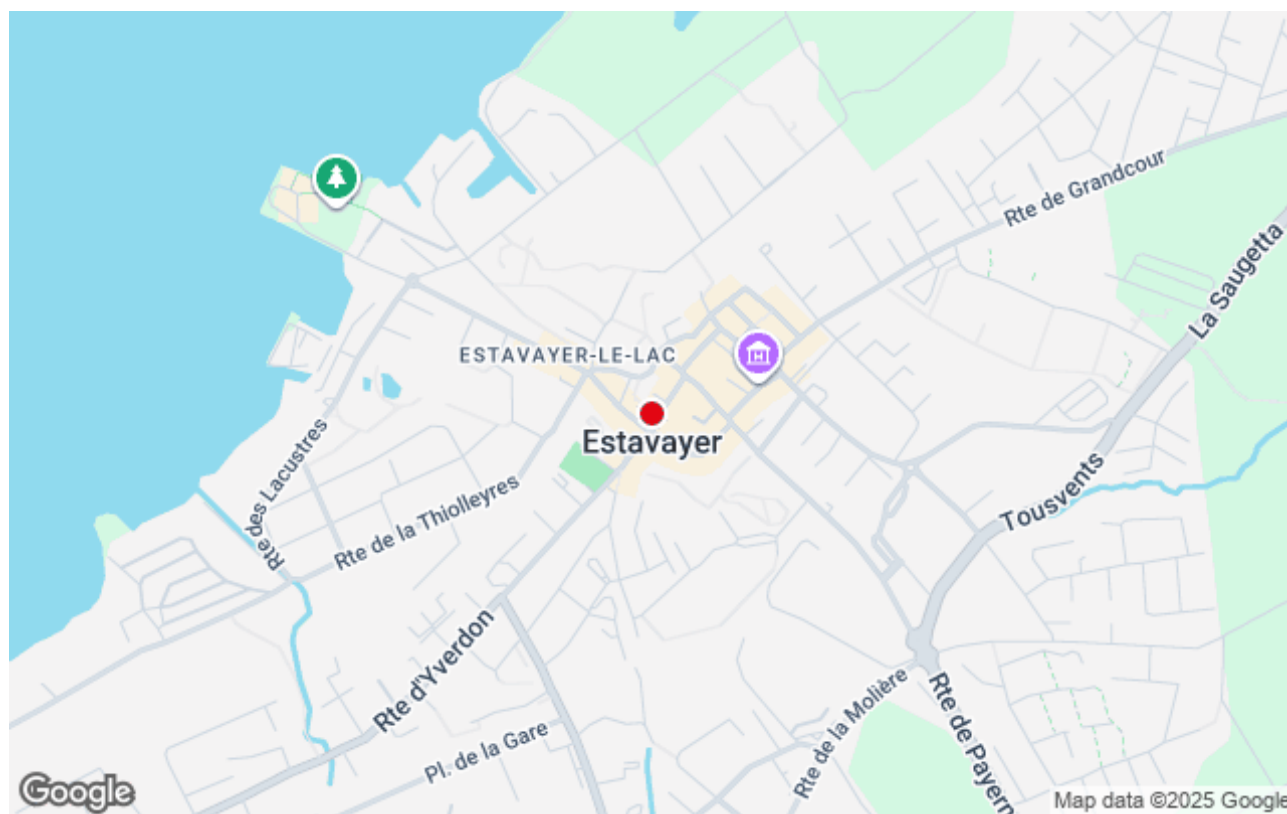 Rte de Grandcour
La Saugetta
ESTAVAYER-LE-LAC
Estavayer
Rte des Lacustres
Rte de la Thiolleyres
Tousvents
Rte d'Yverdon
Pl. de la Gare
Rte de la Molière
Rte de Payern
Google
Map data ©2025 Google